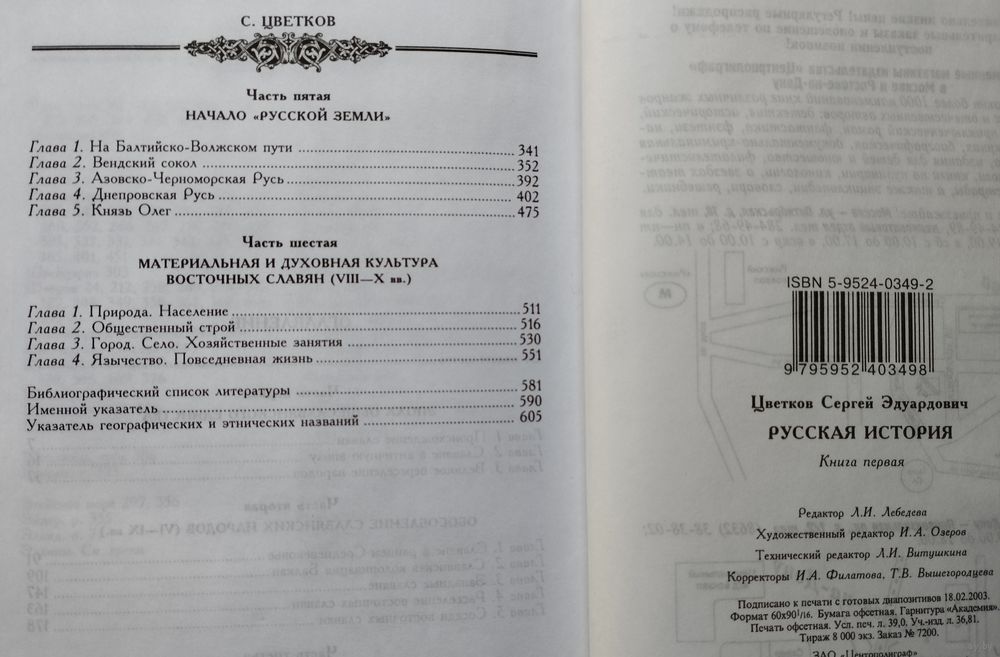 С. ЦВЕТКОВ
Часть пятая
НАЧАЛО «РУССКОЙ ЗЕМЛИ»
Глава 1. На Балтийско-Волжском пути 341
Глава 2. Вендский сокол 352
Глава 3. Азовско-Черноморская Русь 392
Глава 4. Днепровская Русь 402
Глава 5. Князь Олег 475
Часть шестая
МАТЕРИАЛЬНАЯ И ДУХОВНАЯ КУЛЬТУРА
ВОСТОЧНЫХ СЛАВЯН (VIII—X вв.)
Глава 1. Природа. Население 511
Глава 2. Общественный строй 516
Глава 3. Город. Село. Хозяйственные занятия 530
Глава 4. Язычество. Повседневная жизнь 551
Библиографический список литературы 581
Именной указатель 590
Указатель географических и этнических названий 605
ISBN 5-9524-0349-2
9 795952 403498
Цветков Сергей Эдуардович
РУССКАЯ ИСТОРИЯ
Книга первая
Редактор Л.И. Лебедева
Художественный редактор И.А. Озеров
Технический редактор Л.И. Витушкина
Корректоры И.А. Филатова, Т.В. Вышегородцева
Подписано к печати с готовых диапозитивов 18.02.2003.
Формат 60х90 1/16. Бумага офсетная. Гарнитура «Академия».
Печать офсетная. Усл. печ. л. 39,0. Уч.-изд. л. 36,81.
Тираж 8 000 экз. Заказ № 7200.
ЗАО «Центрполиграф»